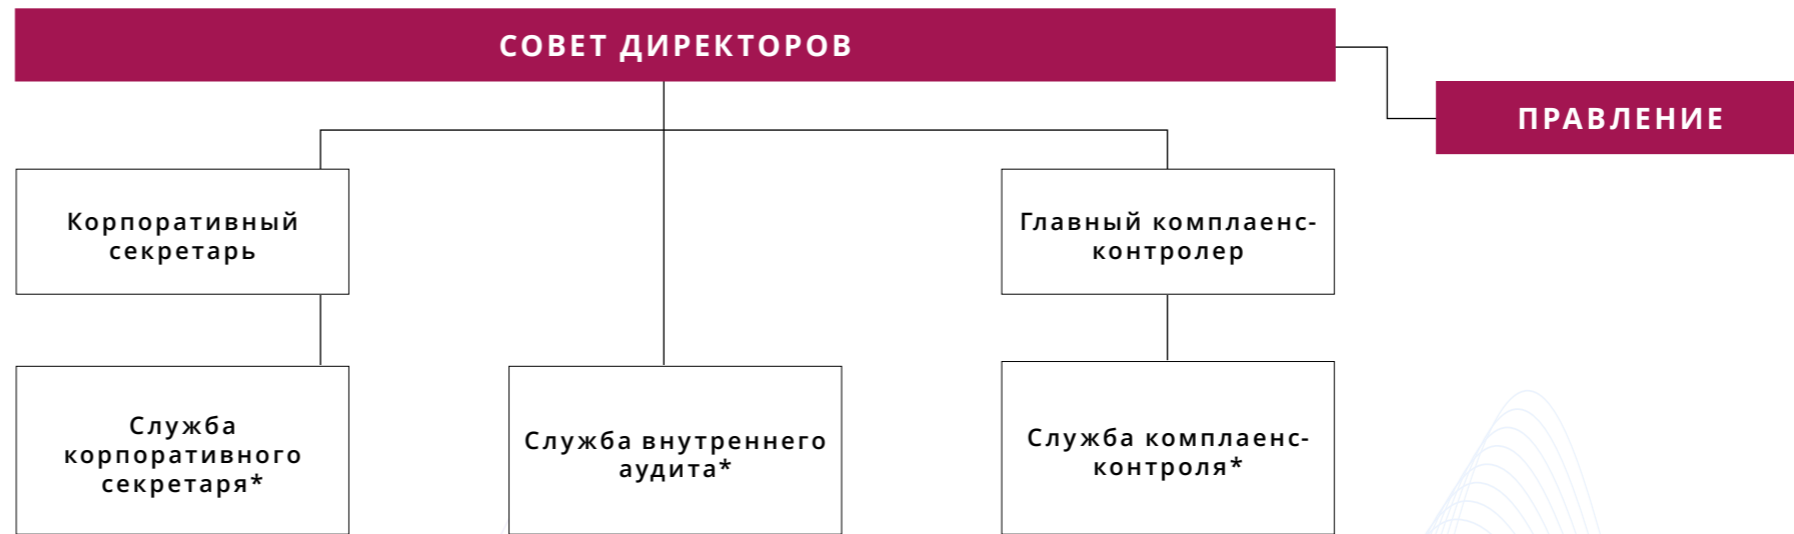 СОВЕТ ДИРЕКТОРОВ
ПРАВЛЕНИЕ
Корпоративный
секретарь
Главный комплаенс-
контролер
Служба
корпоративного
секретаря*
Служба внутреннего
аудита*
Служба комплаенс-
контроля*